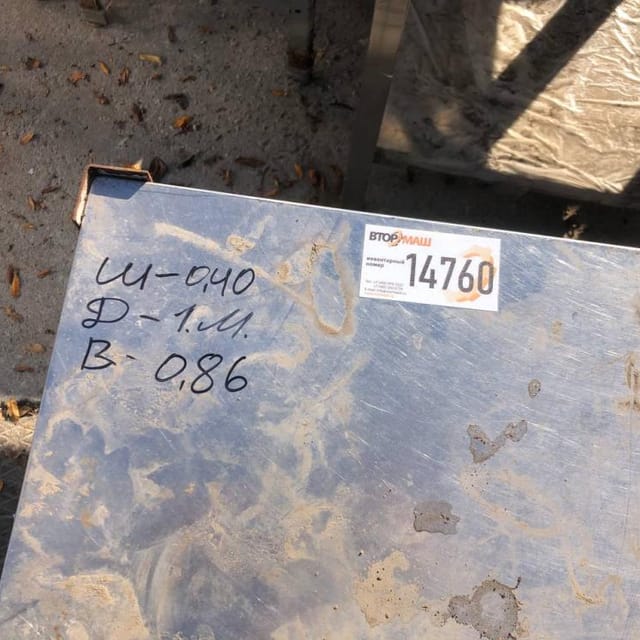 Ш-0,40
Д-1.М.
В-0,86
ВТОРМАШ
инвентарный
номер
14760